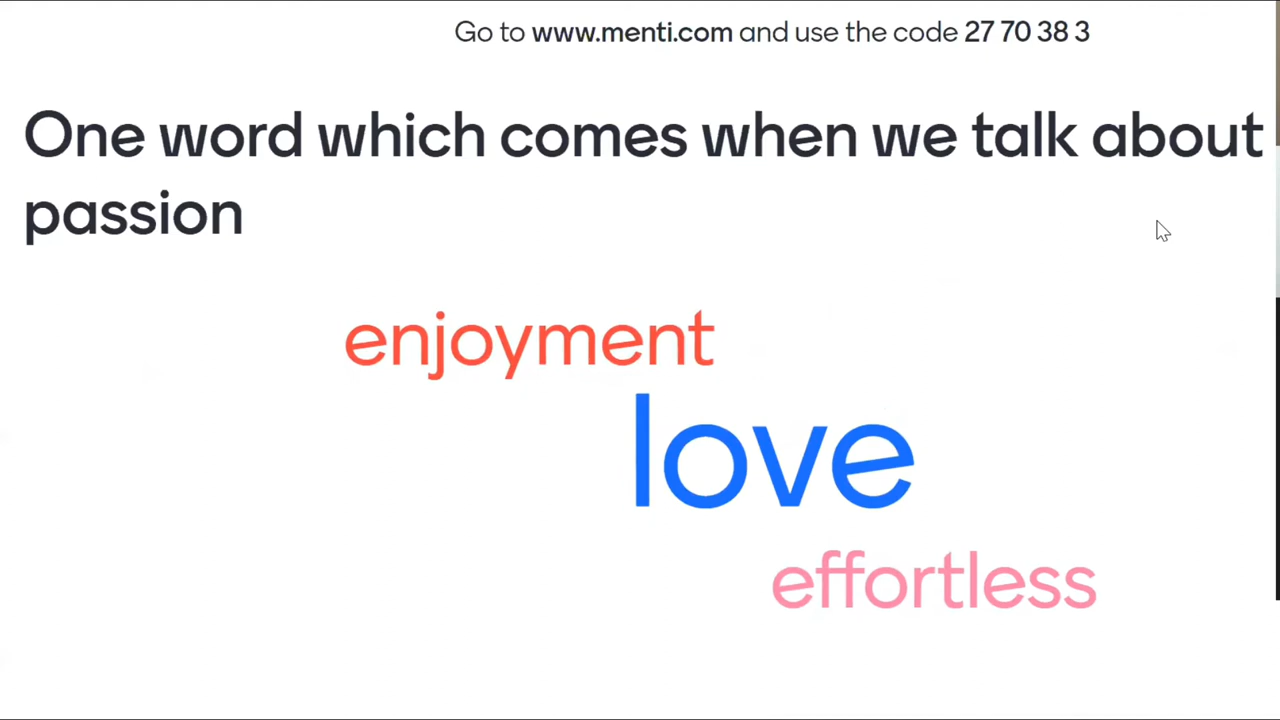 Go to www.menti.com and use the code 27 70 38 3
One word which comes when we talk about
passion
enjoyment
love
effortless